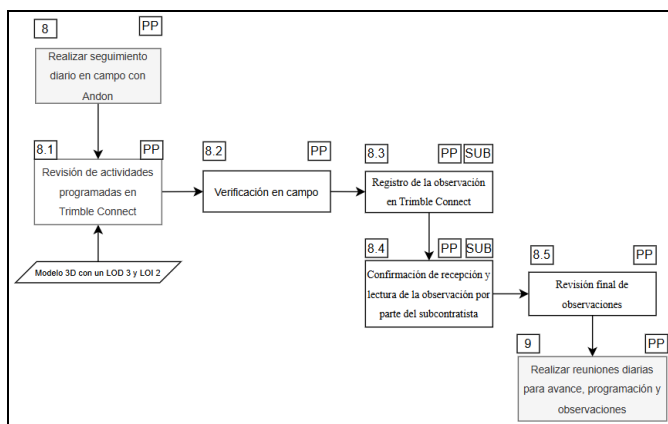 8
PP
Realizar seguimiento
diario en campo con
Andon
8.1
PP
Revisión de actividades
programadas en
Trimble Connect
Modelo 3D con un LOD 3 y LOI 2
8.2
PP
Verificación en campo
8.3
PP SUB
Registro de la observación
en Trimble Connect
8.4
PP SUB
Confirmación de recepción y
lectura de la observación por
parte del subcontratista
8.5
PP
Revisión final de
observaciones
9
PP
Realizar reuniones diarias
para avance, programación y
observaciones